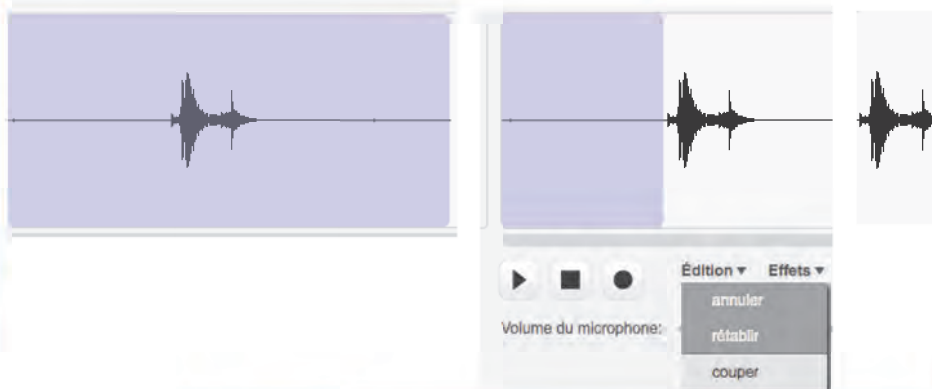 Édition ▾ Effets ▾
annuler
Volume du microphone:
rétablir
couper